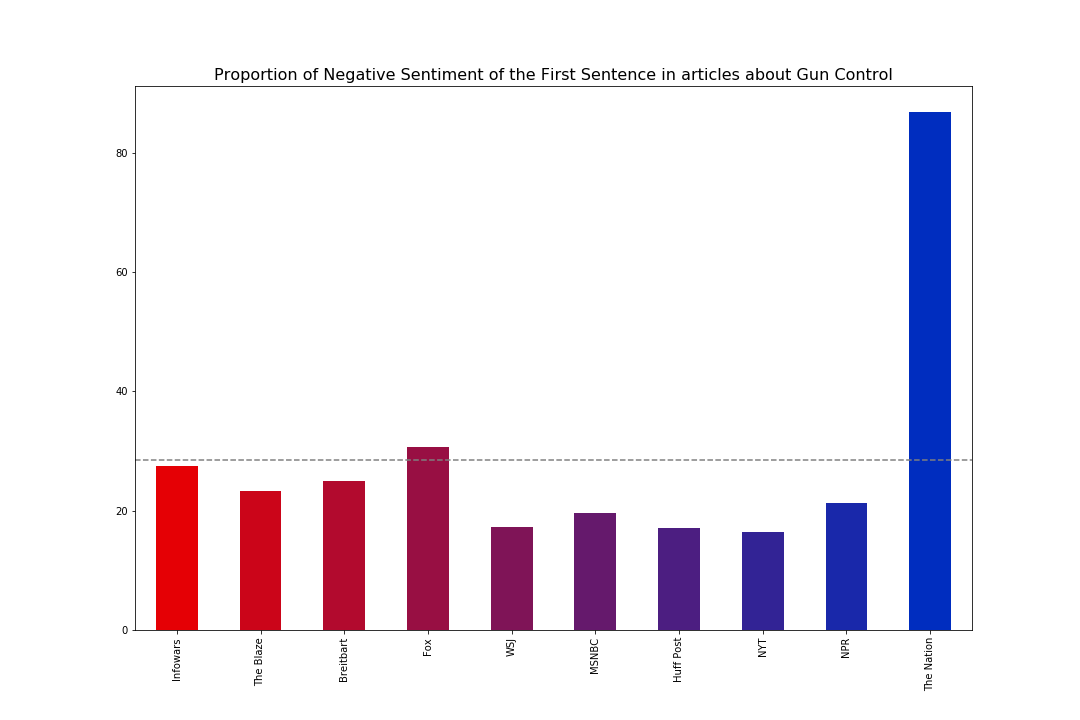 Proportion of Negative Sentiment of the First Sentence in articles about Gun Control
80
60
40
20
0
Infowars
The Blaze
Breitbart
Fox
WSJ
MSNBC
Huff Post
NYT
NPR
The Nation